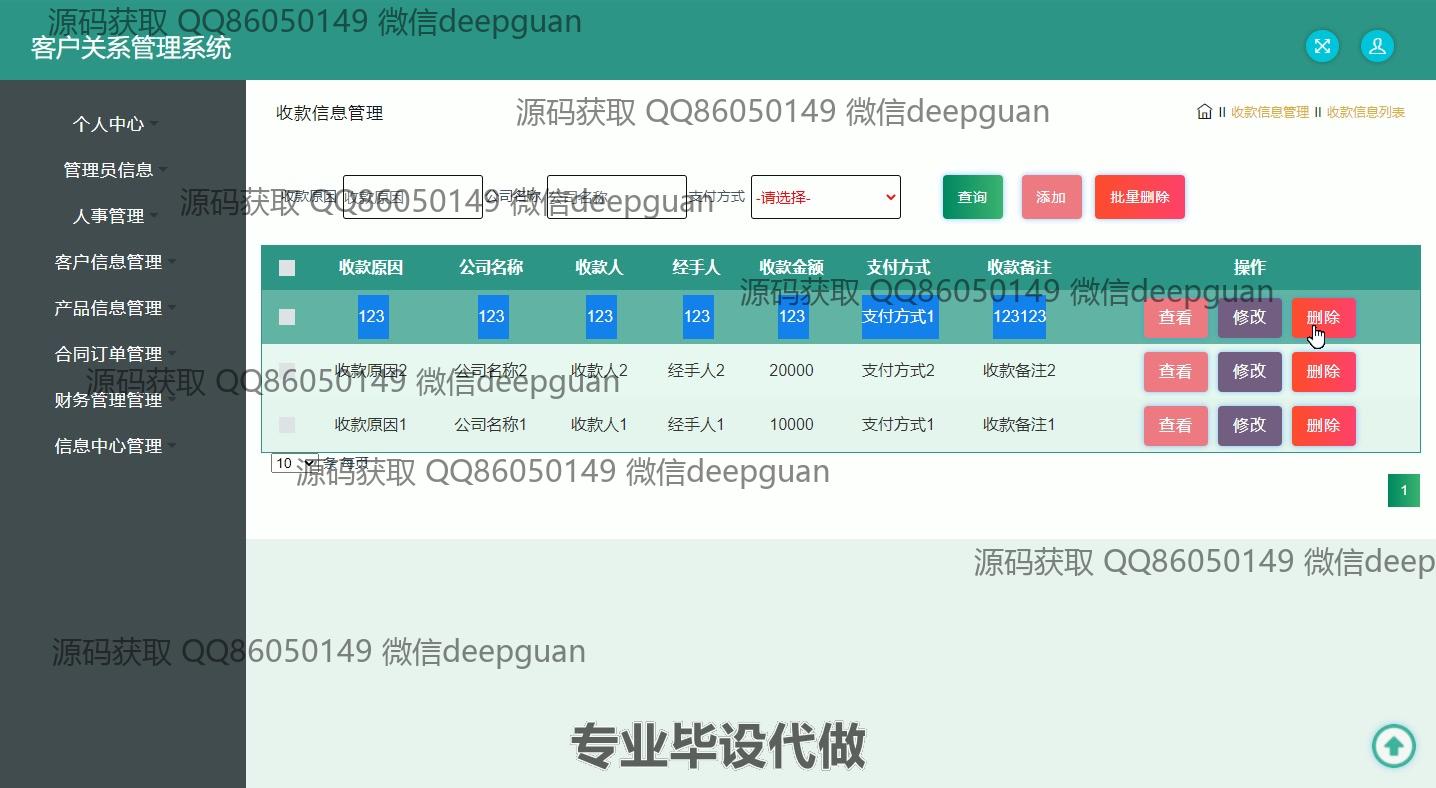 源码获取 QQ86050149 微信deepguan
客户关系管理系统
个人中心
管理员信息
人事管理
客户信息管理
产品信息管理
合同订单管理
财务管理管理
信息中心管理
收款信息管理
源码获取 QQ86050149 微信deepguan
收款信息管理 收款信息列表
收款原因 收款原因 公司名称 公司名称 支付方式 -请选择- 查询 添加 批量删除
源码获取 QQ86050149 微信deepguan
收款原因 公司名称 收款人 经手人 收款金额 支付方式 收款备注 操作
源码获取 QQ86050149 微信deepguan
123 123 123 123 123 支付方式1 123123 查看 修改 删除
收款原因2 公司名称2 收款人2 经手人2 20000 支付方式2 收款备注2 查看 修改 删除
源码获取 QQ86050149 微信deepguan
收款原因1 公司名称1 收款人1 经手人1 10000 支付方式1 收款备注1 查看 修改 删除
10 条 每页
源码获取 QQ86050149 微信deepguan
1
源码获取 QQ86050149 微信deep
源码获取 QQ86050149 微信deepguan
专业毕设代做